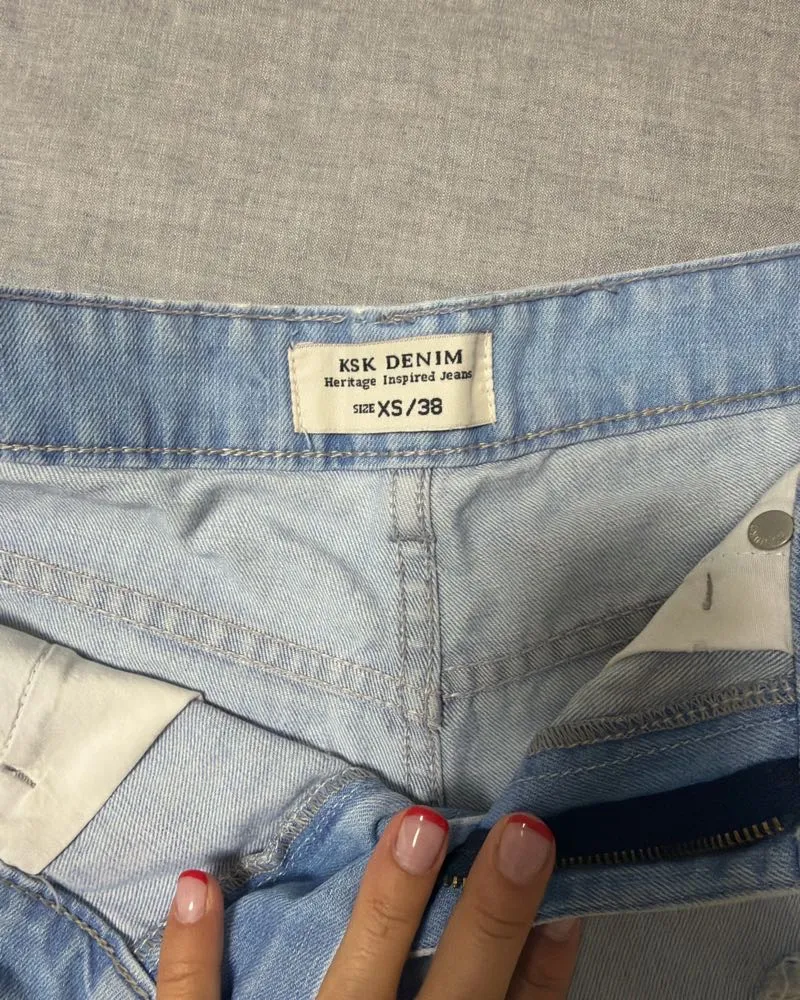 KSK DENIM
Heritage Inspired Jeans
SIZE XS/38